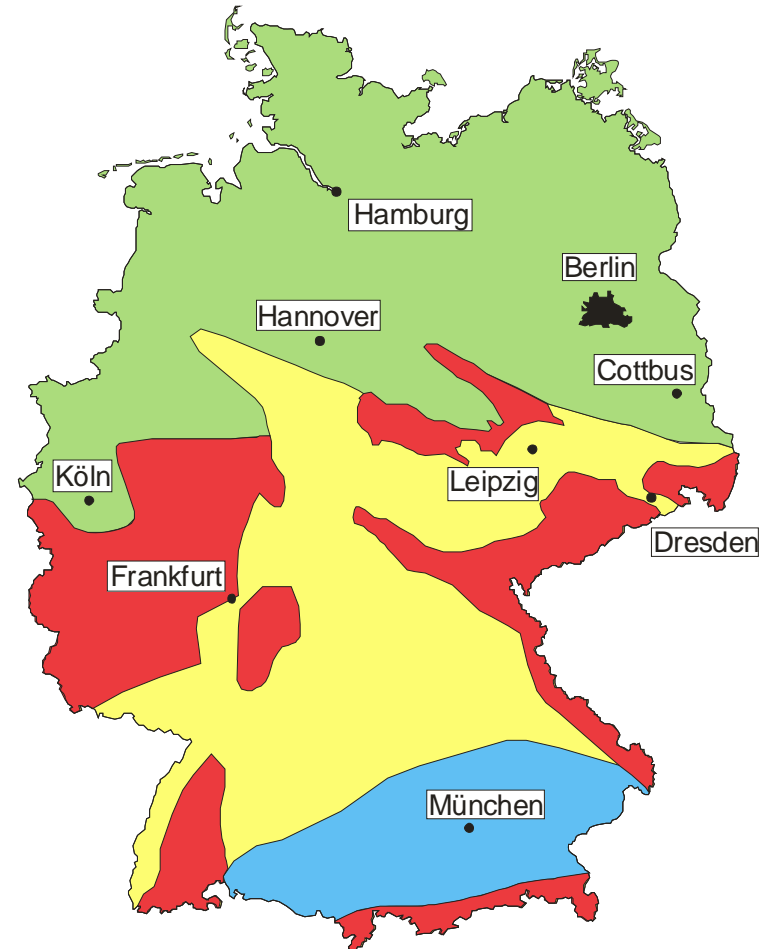 Hamburg
Berlin
Hannover
Cottbus
Köln
Leipzig
Dresden
Frankfurt
München